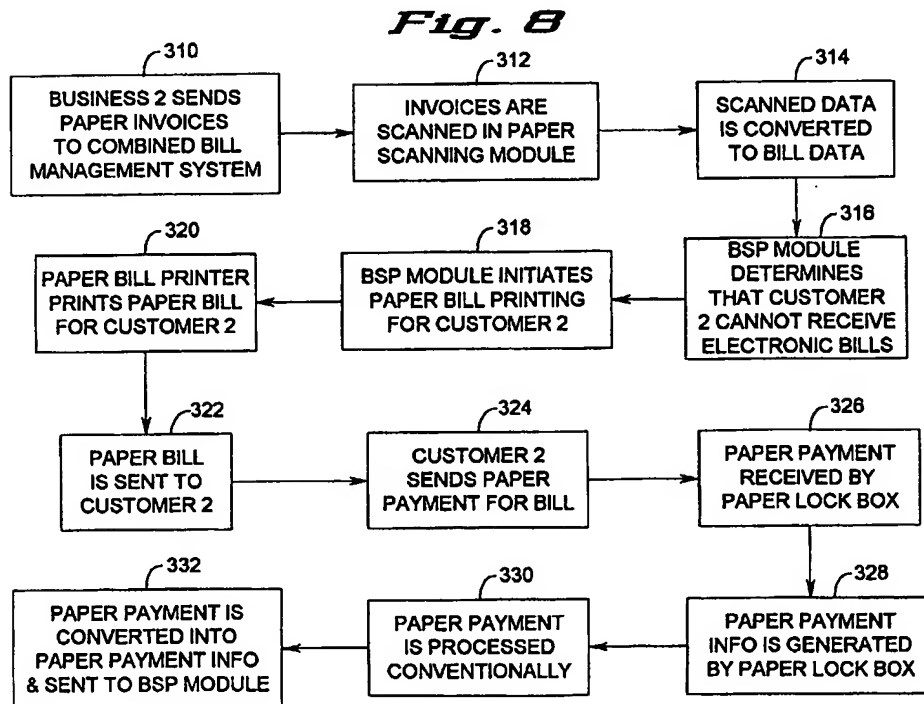 Fig. 8
310
BUSINESS 2 SENDS
PAPER INVOICES
TO COMBINED BILL
MANAGEMENT SYSTEM
312
INVOICES ARE
SCANNED IN PAPER
SCANNING MODULE
314
SCANNED DATA
IS CONVERTED
TO BILL DATA
316
BSP MODULE
DETERMINES
THAT CUSTOMER
2 CANNOT RECEIVE
ELECTRONIC BILLS
318
BSP MODULE INITIATES
PAPER BILL PRINTING
FOR CUSTOMER 2
320
PAPER BILL PRINTER
PRINTS PAPER BILL
FOR CUSTOMER 2
322
PAPER BILL
IS SENT TO
CUSTOMER 2
324
CUSTOMER 2
SENDS PAPER
PAYMENT FOR BILL
326
PAPER PAYMENT
RECEIVED BY
PAPER LOCK BOX
328
PAPER PAYMENT
INFO IS GENERATED
BY PAPER LOCK BOX
330
PAPER PAYMENT
IS PROCESSED
CONVENTIONALLY
332
PAPER PAYMENT IS
CONVERTED INTO
PAPER PAYMENT INFO
& SENT TO BSP MODULE